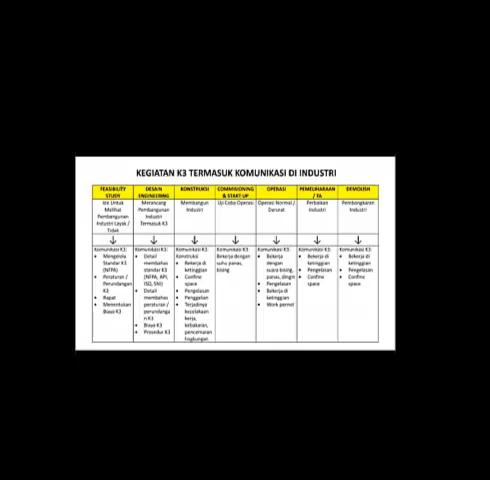 KEGIATAN K3 TERMASUK KOMUNIKASI DI INDUSTRI
FEASIBILITY
STUDY
DESAIN
ENGINEERING
KONSTRUKSI
COMMISIONING
& START UP
OPERASI
PEMELIHARAAN
/ TA
DEMOLISH
Ide Untuk
Melihat
Pembangunan
Industri Layak /
Tidak
Merancang
Pembangunan
Industri
Termasuk K3
Membangun
Industri
Uji Coba Operasi
Operasi Normal /
Darurat
Perbaikan
Industri
Pembongkaran
Industri
↓ ↓ ↓ ↓ ↓ ↓ ↓
Komunikasi K3:
• Mengelola
Standar K3
(NFPA)
• Peraturan /
Perundangan
K3
• Rapat
• Menentukan
Biaya K3
Komunikasi K3:
• Detail
membahas
standar K3
(NFPA, API,
ISO, SNI)
• Detail
membahas
peraturan /
perundanga
n K3
• Biaya K3
• Prosedur K3
Komunikasi K3:
Konstruksi
• Bekerja di
ketinggian
• Confine
space
• Pengelasan
• Penggalian
• Terjadinya
kecelakaan
kerja,
kebakaran,
pencemaran
lingkungan
Komunikasi K3:
Bekerja dengan
suhu panas,
bising
Komunikasi K3:
• Bekerja
dengan
suara bising,
panas, dingin
• Pengelasan
• Bekerja di
ketinggian
• Work permit
Komunikasi K3:
• Bekerja di
ketinggian
• Pengelasan
• Confine
space
Komunikasi K3:
• Bekerja di
ketinggian
• Pengelasan
• Confine
space